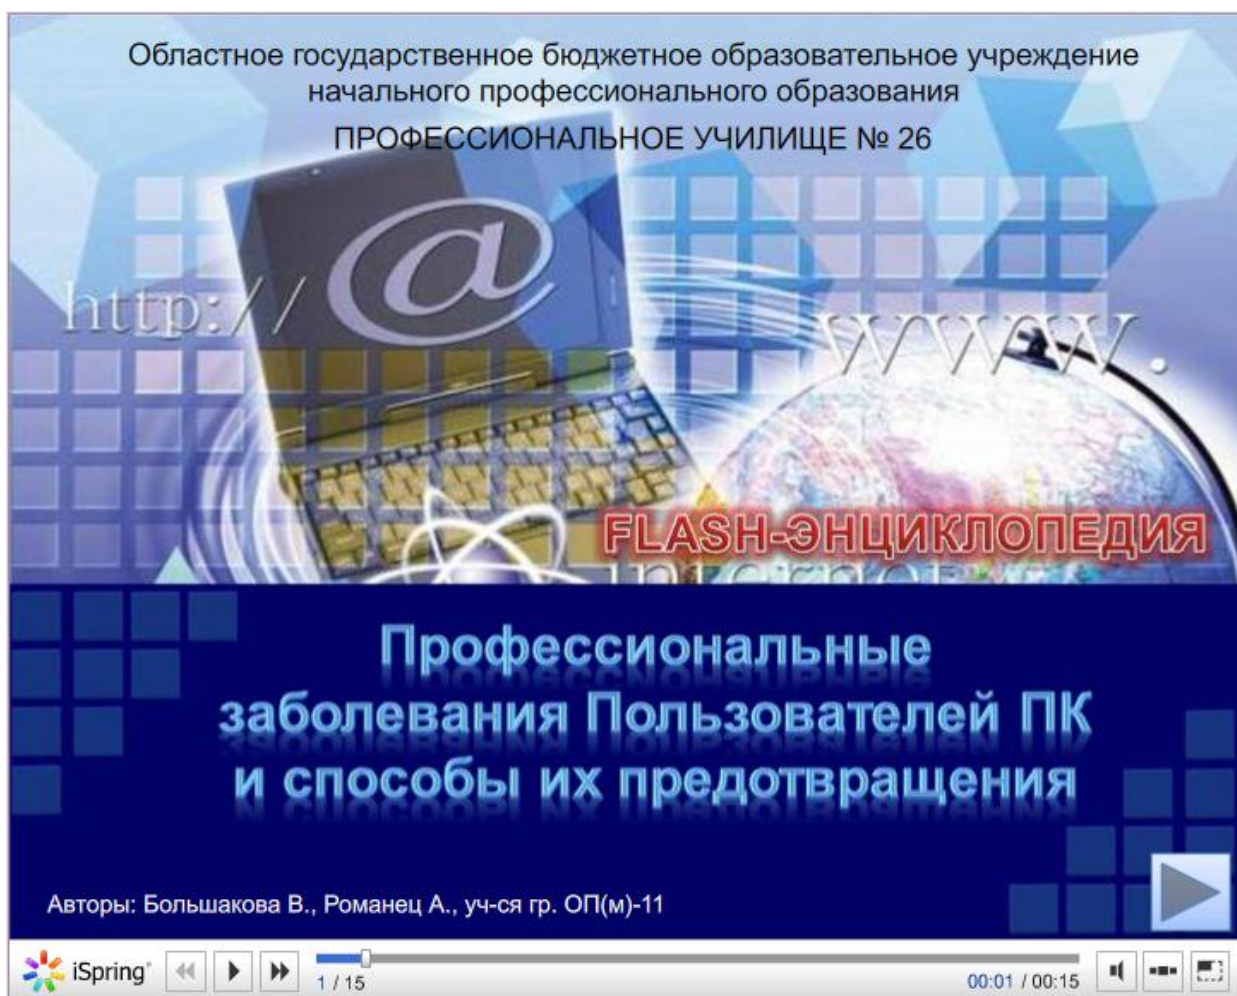 Областное государственное бюджетное образовательное учреждение
начального профессионального образования
ПРОФЕССИОНАЛЬНОЕ УЧИЛИЩЕ № 26
@
http://
www.
FLASH-ЭНЦИКЛОПЕДИЯ
internet
Профессиональные
заболевания Пользователей ПК
и способы их предотвращения
Авторы: Большакова В., Романец А., уч-ся гр. ОП(м)-11
iSpring
1 / 15
00:01 / 00:15